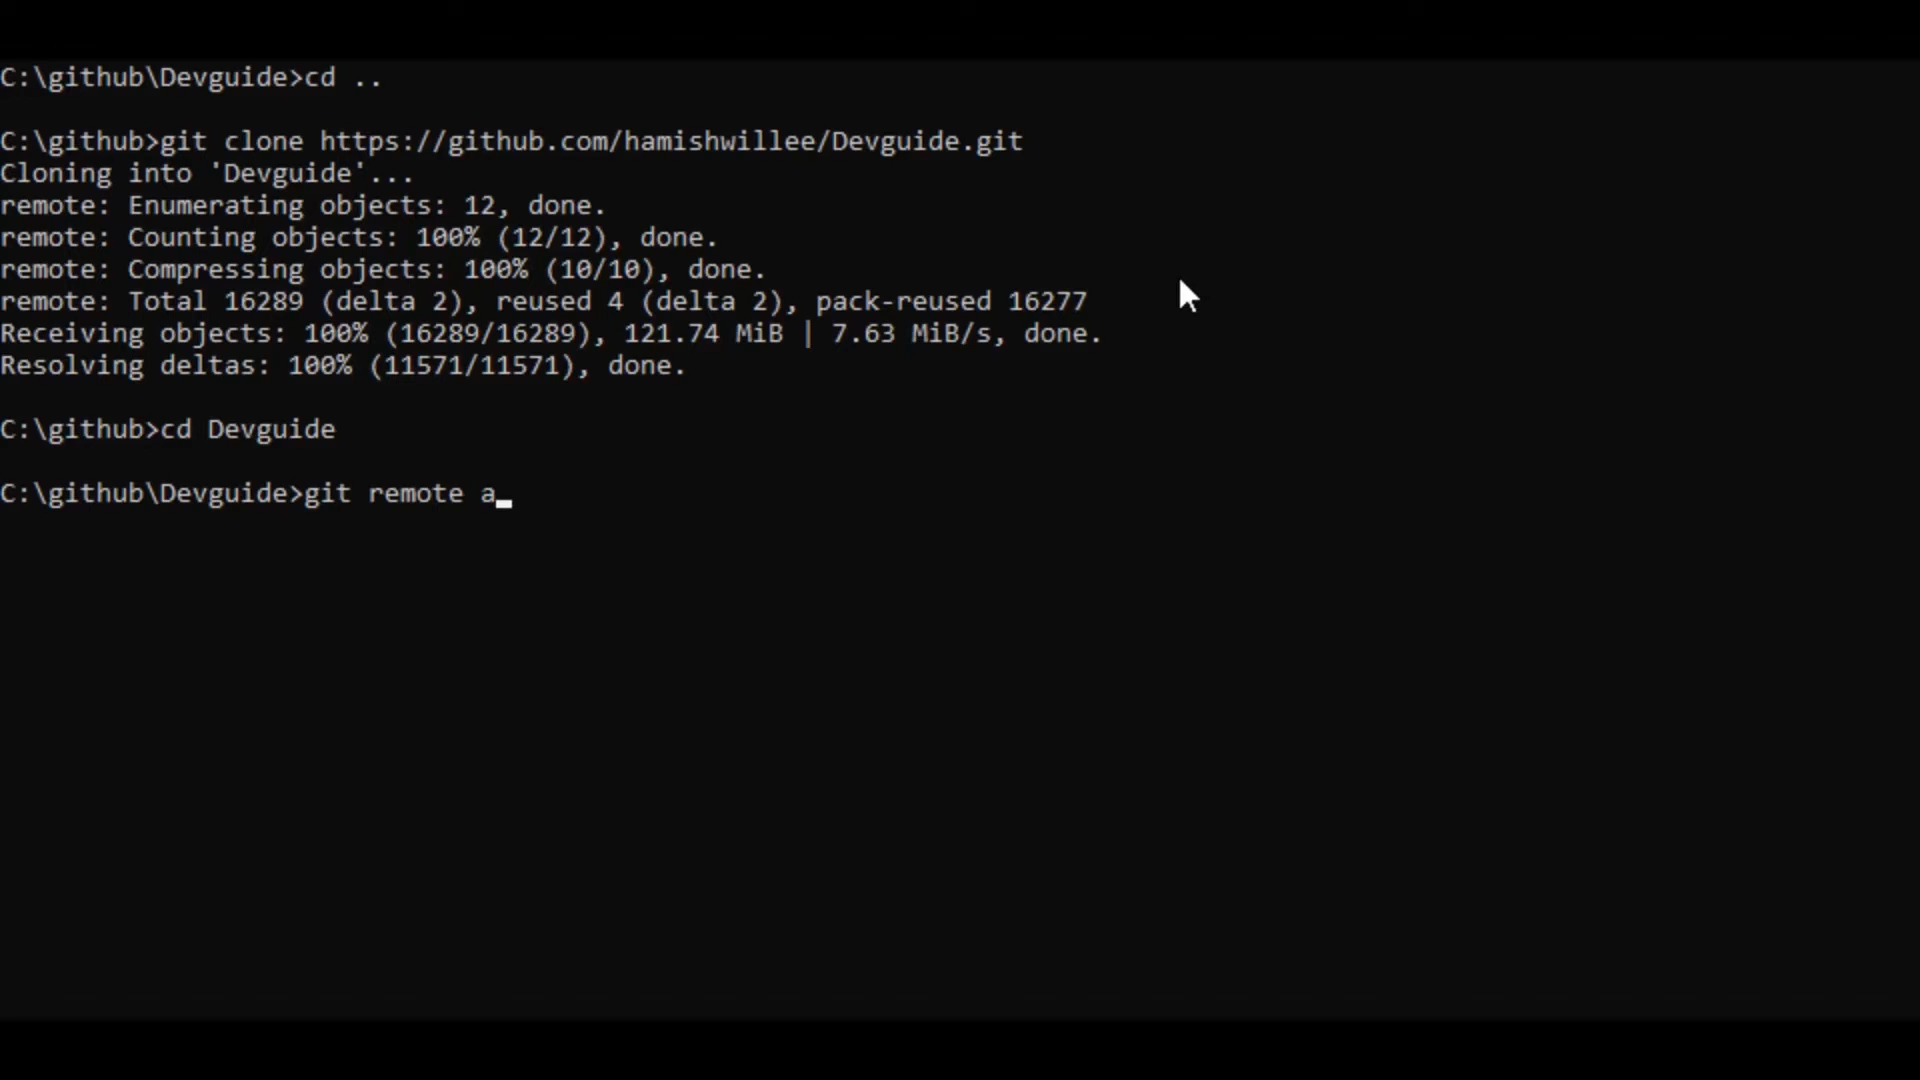 C:\github\Devguide>cd ..
C:\github>git clone https://github.com/hamishwillee/Devguide.git
Cloning into 'Devguide'...
remote: Enumerating objects: 12, done.
remote: Counting objects: 100% (12/12), done.
remote: Compressing objects: 100% (10/10), done.
remote: Total 16289 (delta 2), reused 4 (delta 2), pack-reused 16277
Receiving objects: 100% (16289/16289), 121.74 MiB | 7.63 MiB/s, done.
Resolving deltas: 100% (11571/11571), done.
C:\github>cd Devguide
C:\github\Devguide>git remote a